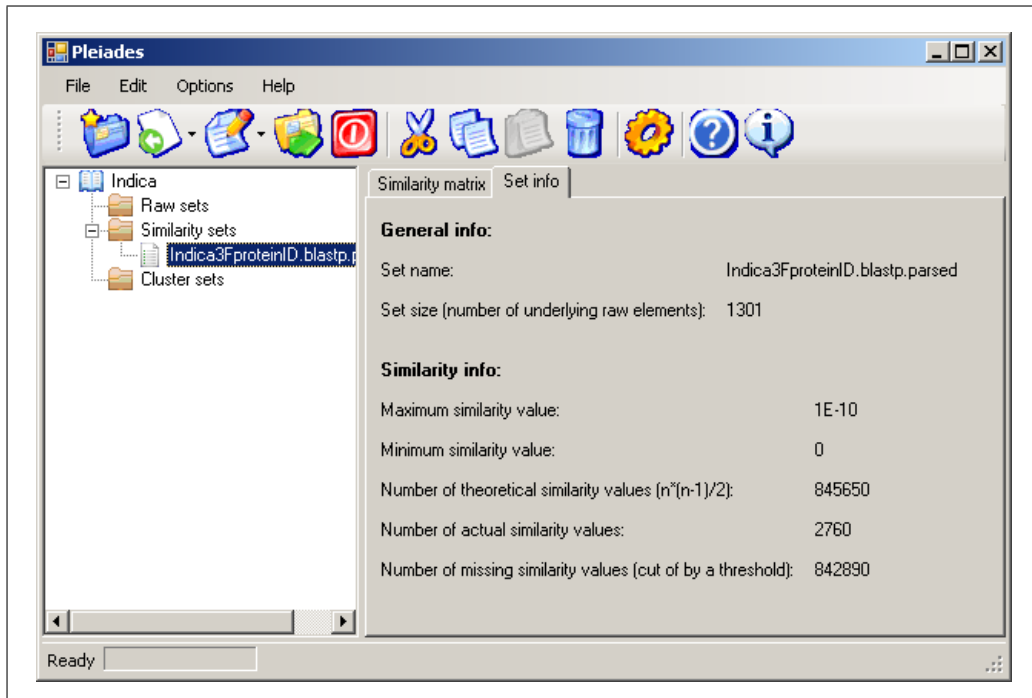 Pleiades
File Edit Options Help
Indica
Raw sets
Similarity sets
Indica3FproteinID.blastp.p
Cluster sets
Similarity matrix Set info
General info:
Set name: Indica3FproteinID.blastp.parsed
Set size (number of underlying raw elements): 1301
Similarity info:
Maximum similarity value: 1E-10
Minimum similarity value: 0
Number of theoretical similarity values (n*(n-1)/2): 845650
Number of actual similarity values: 2760
Number of missing similarity values (cut of by a threshold): 842890
Ready